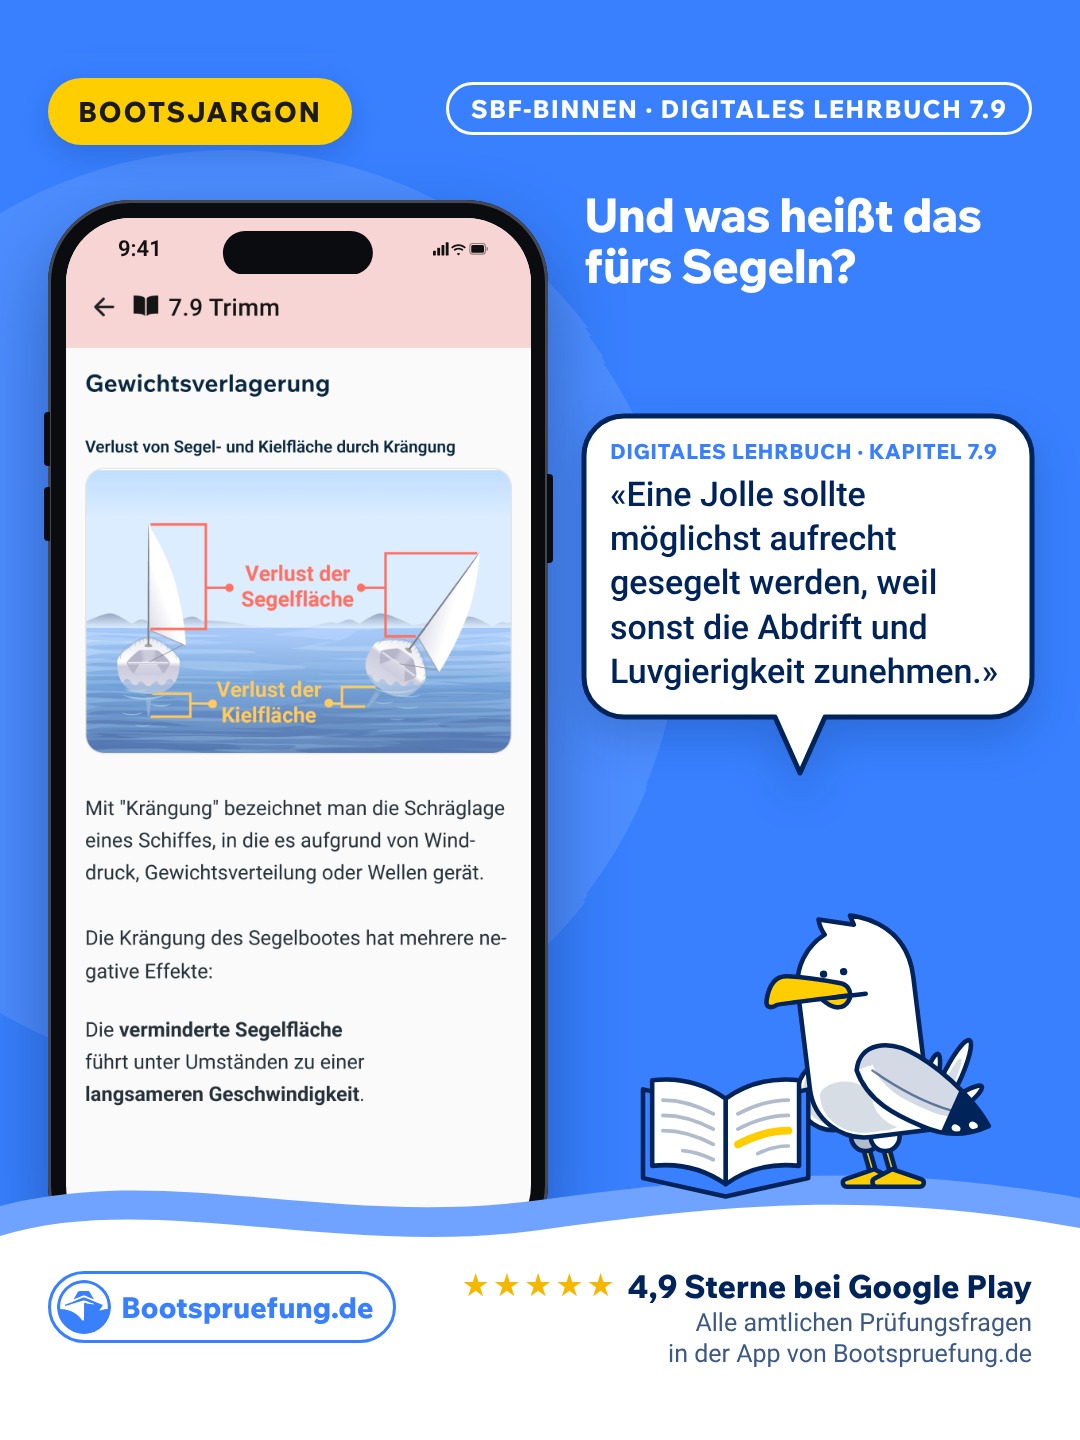 BOOTSJARGON
SBF-BINNEN · DIGITALES LEHRBUCH 7.9
Und was heißt das
fürs Segeln?
9:41
7.9 Trimm
Gewichtsverlagerung
Verlust von Segel- und Kielfläche durch Krängung
Verlust der
Segelfläche
Verlust der
Kielfläche
Mit "Krängung" bezeichnet man die Schräglage
eines Schiffes, in die es aufgrund von Wind-
druck, Gewichtsverteilung oder Wellen gerät.
Die Krängung des Segelbootes hat mehrere ne-
gative Effekte:
Die verminderte Segelfläche
führt unter Umständen zu einer
langsameren Geschwindigkeit.
DIGITALES LEHRBUCH · KAPITEL 7.9
«Eine Jolle sollte
möglichst aufrecht
gesegelt werden, weil
sonst die Abdrift und
Luvgierigkeit zunehmen.»
Bootspruefung.de
★★★★★ 4,9 Sterne bei Google Play
Alle amtlichen Prüfungsfragen
in der App von Bootspruefung.de